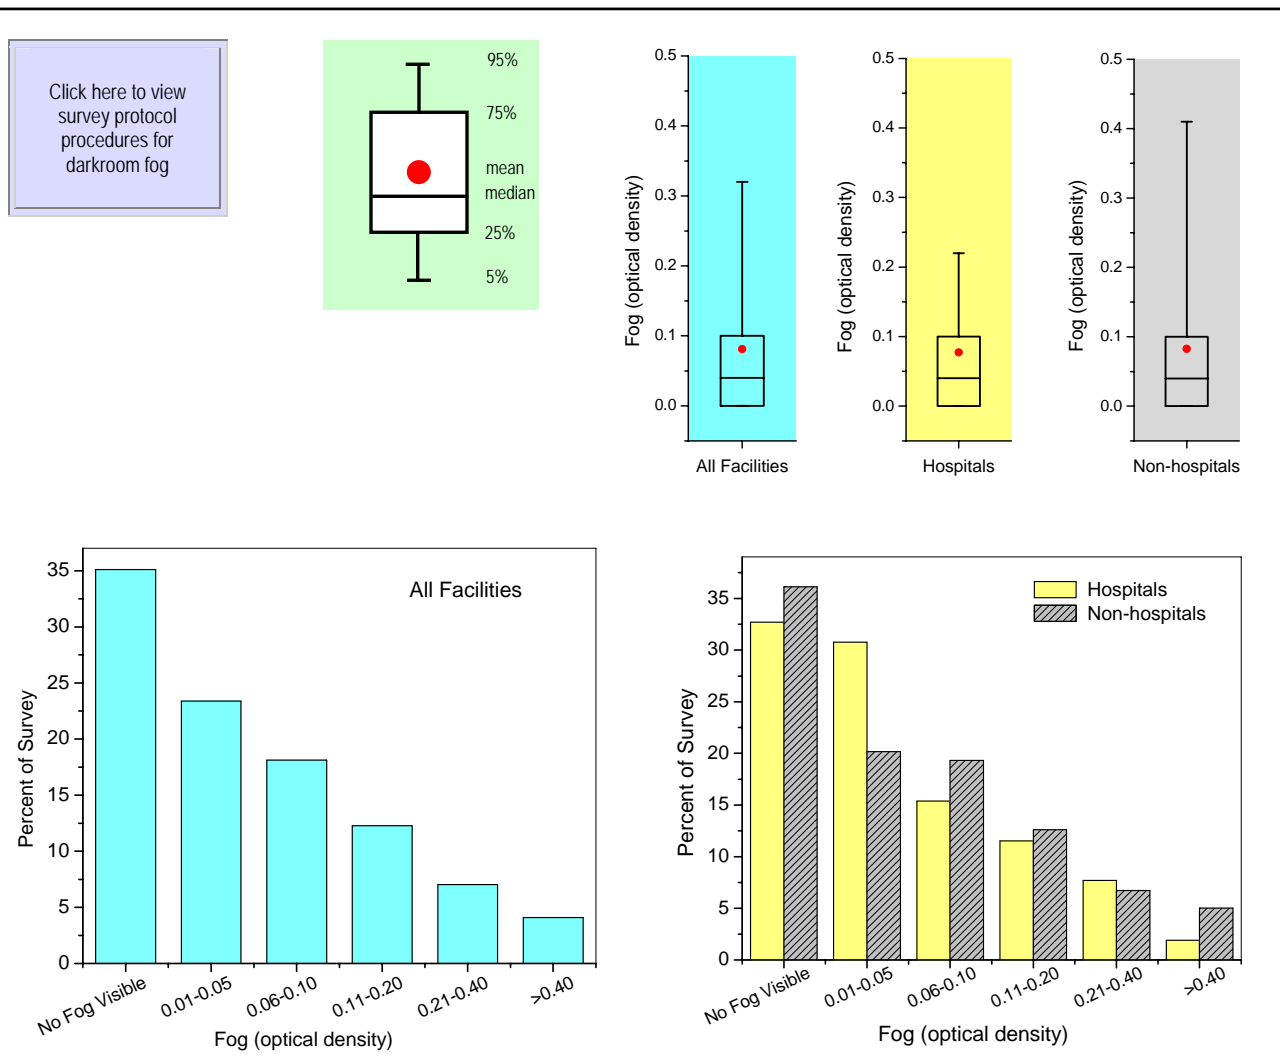 Click here to view
survey protocol
procedures for
darkroom fog
95%
75%
mean
median
25%
5%
Fog (optical density)
0.5
0.4
0.3
0.2
0.1
0.0
All Facilities
Fog (optical density)
0.5
0.4
0.3
0.2
0.1
0.0
Hospitals
Fog (optical density)
0.5
0.4
0.3
0.2
0.1
0.0
Non-hospitals
All Facilities
Percent of Survey
35
30
25
20
15
10
5
0
No Fog Visible
0.01-0.05
0.06-0.10
0.11-0.20
0.21-0.40
>0.40
Fog (optical density)
Hospitals
Non-hospitals
Percent of Survey
35
30
25
20
15
10
5
0
No Fog Visible
0.01-0.05
0.06-0.10
0.11-0.20
0.21-0.40
>0.40
Fog (optical density)